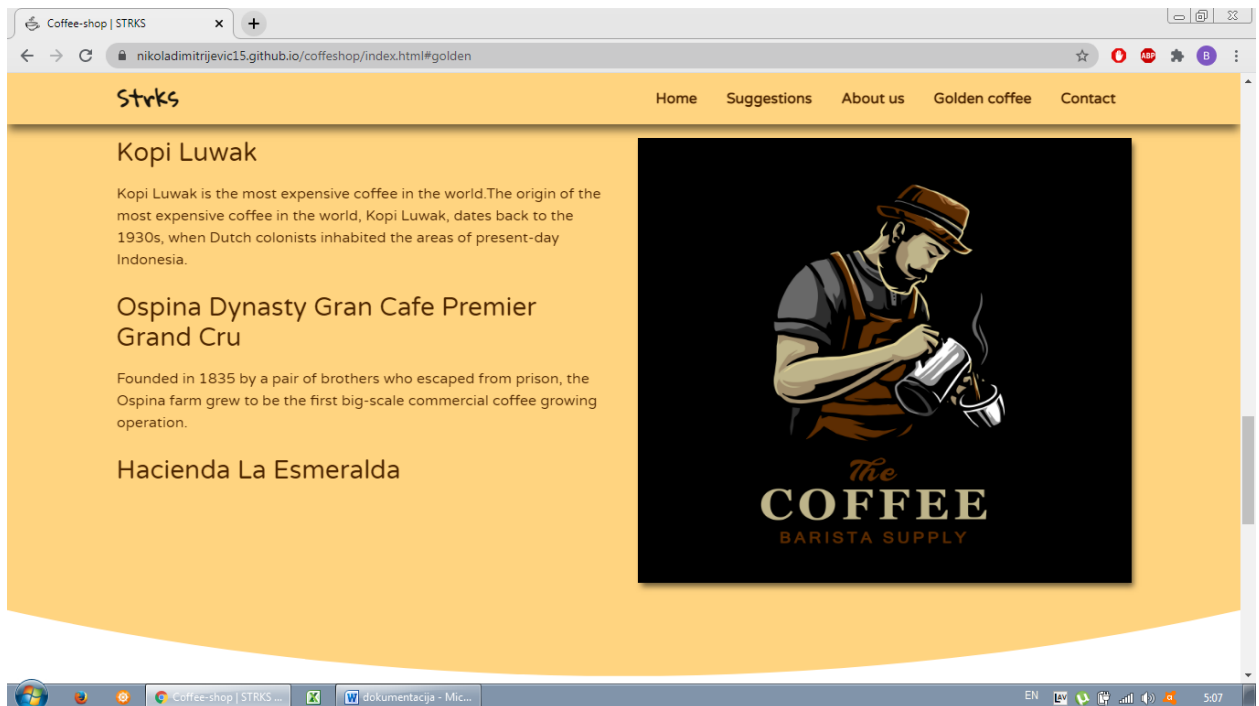 Coffee-shop | STRKS
nikoladimitrijevic15.github.io/coffeshop/index.html#golden
ABP
B
Strks
Home Suggestions About us Golden coffee Contact
Kopi Luwak
Kopi Luwak is the most expensive coffee in the world.The origin of the
most expensive coffee in the world, Kopi Luwak, dates back to the
1930s, when Dutch colonists inhabited the areas of present-day
Indonesia.
Ospina Dynasty Gran Cafe Premier
Grand Cru
Founded in 1835 by a pair of brothers who escaped from prison, the
Ospina farm grew to be the first big-scale commercial coffee growing
operation.
Hacienda La Esmeralda
The
COFFEE
BARISTA SUPPLY
Coffee-shop | STRKS ...
dokumentacija - Mic...
EN
LAV
5:07